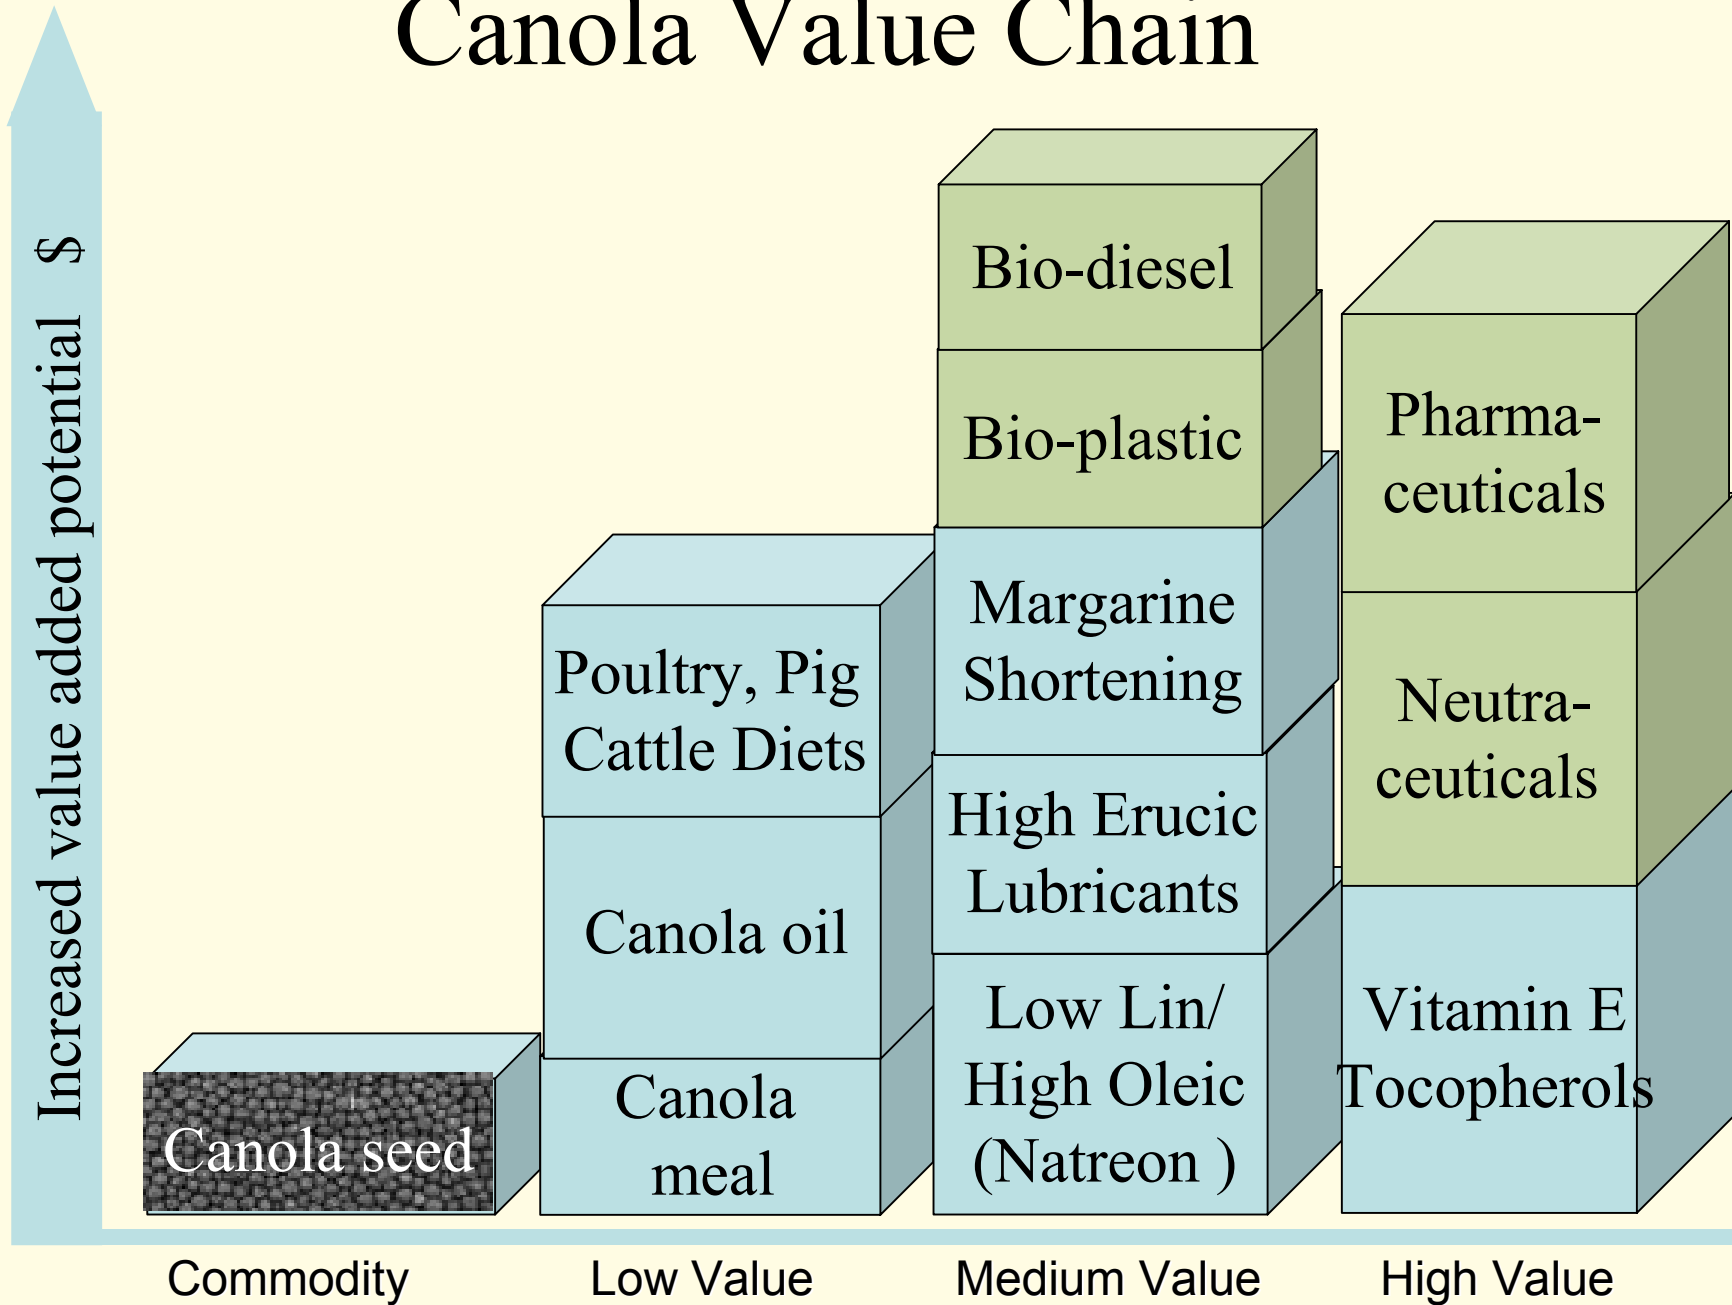 Canola Value Chain
Increased value added potential $
Canola seed
Poultry, Pig
Cattle Diets
Canola oil
Canola
meal
Bio-diesel
Bio-plastic
Margarine
Shortening
High Erucic
Lubricants
Low Lin/
High Oleic
(Natreon )
Pharma-
ceuticals
Neutra-
ceuticals
Vitamin E
Tocopherols
Commodity
Low Value
Medium Value
High Value